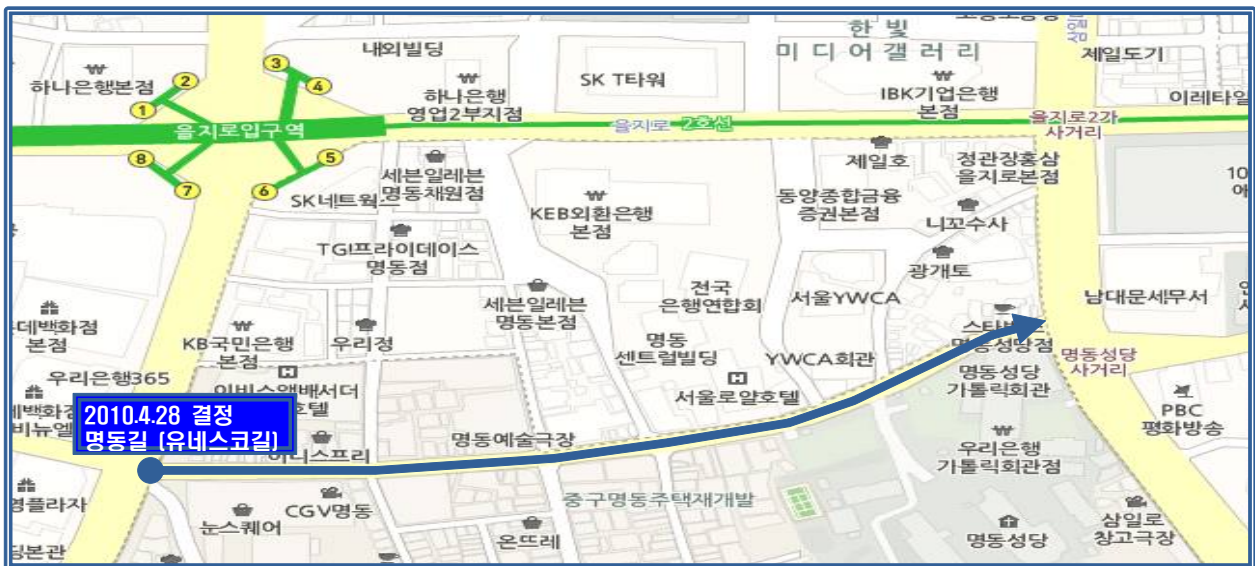 한 빛
미 디 어 갤 러 리
내외빌딩
SK T타워
제일도기
하나은행본점
하나은행
영업2부지점
IBK기업은행
본점
이레타일
1
2
3
4
5
6
7
8
을지로입구역
을지로 2호선
을지로2가
사거리
세븐일레븐
명동채원점
SK네트웍스
KEB외환은행
본점
제일호
정관장홍삼
을지로본점
동양종합금융
증권본점
니꼬수사
TGI프라이데이스
명동점
광개토
세븐일레븐
명동본점
전국
은행연합회
서울YWCA
남대문세무서
본점
KB국민은행
본점
우리정
명동
센트럴빌딩
YWCA회관
명동성당점
명동성당
사거리
우리은행365
명동성당
가톨릭회관
서울로얄호텔
2010.4.28 결정
명동길 (유네스코길)
명동예술극장
PBC
평화방송
우리은행
가톨릭회관점
중구명동주택재개발
CGV명동
눈스퀘어
온뜨레
명동성당
삼일로
창고극장